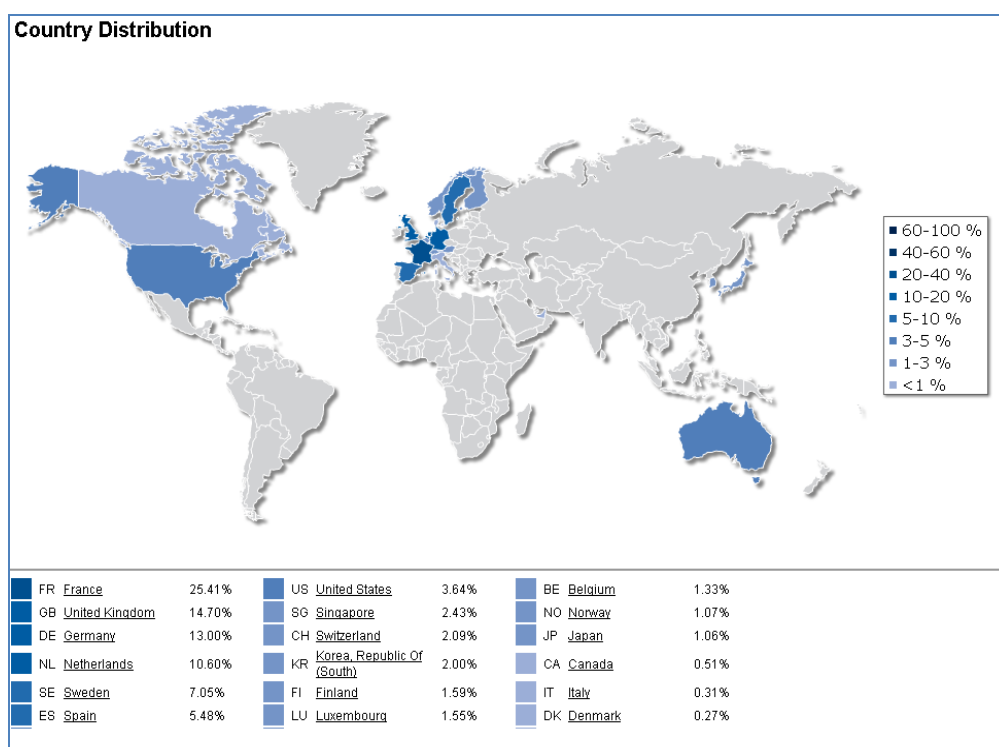 Country Distribution
60-100 %
40-60 %
20-40 %
10-20 %
5-10 %
3-5 %
1-3 %
<1 %
FR France 25.41%
GB United Kingdom 14.70%
DE Germany 13.00%
NL Netherlands 10.60%
SE Sweden 7.05%
ES Spain 5.48%
US United States 3.64%
SG Singapore 2.43%
CH Switzerland 2.09%
KR Korea, Republic Of
(South) 2.00%
FI Finland 1.59%
LU Luxembourg 1.55%
BE Belgium 1.33%
NO Norway 1.07%
JP Japan 1.06%
CA Canada 0.51%
IT Italy 0.31%
DK Denmark 0.27%